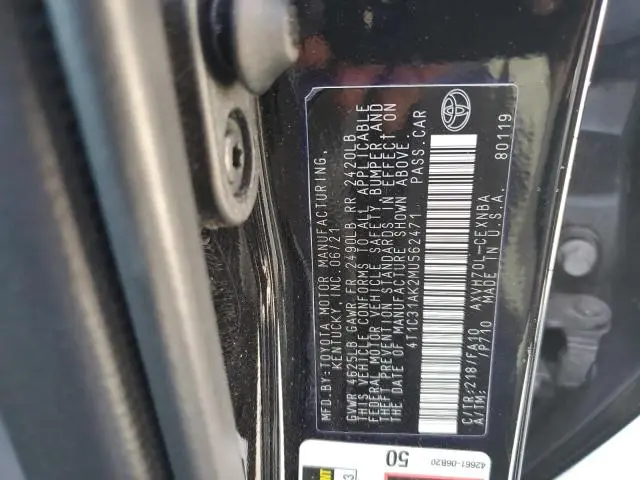 MFD.BY:TOYOTA MOTOR MANUFACTURING,
KENTUCKY, INC. 06/21
GVWR 4625LB GAWR FR 2490LB RR 2420LB
THIS VEHICLE CONFORMS TO ALL APPLICABLE
FEDERAL MOTOR VEHICLE SAFETY, BUMPER AND
THEFT PREVENTION STANDARDS IN EFFECT ON
THE DATE OF MANUFACTURE SHOWN ABOVE.
4T1C31AK2MU562471 PASS.CAR
C/TR:218/FA10 AXVH70L-CEXNBA
A/TM: /P710 MADE IN U.S.A. 80119
50
42661-06B20